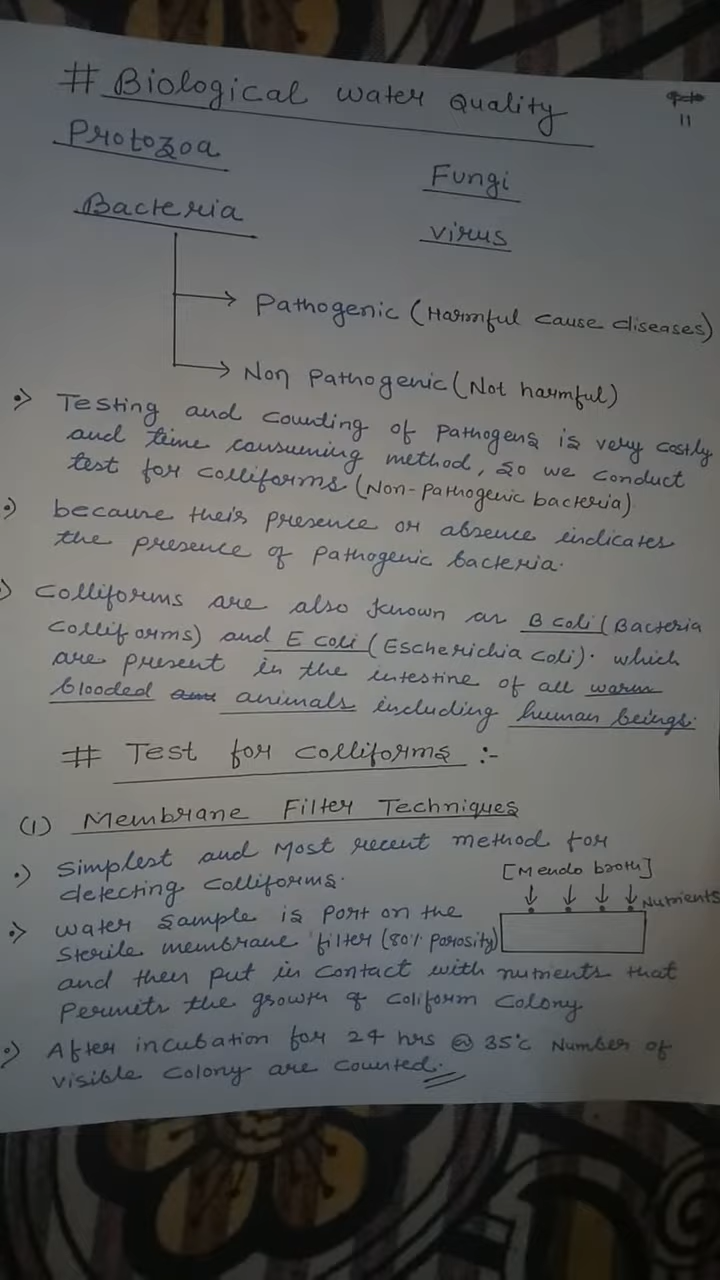 # Biological water Quality
11
Protozoa
Fungi
Bacteria
virus
Pathogenic (Harmful cause diseases)
Non pathogenic (Not harmful)
Testing and counting of pathogens is very costly
and time consuming method, so we conduct
test for colliforms (Non-pathogenic bacteria)
because their presence or absence indicates
the presence of pathogenic bacteria.
Colliforms are also known as B coli (Bacteria
colliforms) and E coli (Escherichia coli). which
are present in the intestine of all warm
blooded animals including human beings.
# Test for colliforms :-
(1) Membrane Filter Techniques
Simplest and Most recent method for
detecting colliforms.
[Mendo broth]
Nutrients
water sample is port on the
sterile membrane filter (80% Porosity)
and then put in contact with nutrients that
Permits the growth of coliform colony
After incubation for 24 hrs @ 35°c Number of
visible colony are counted.